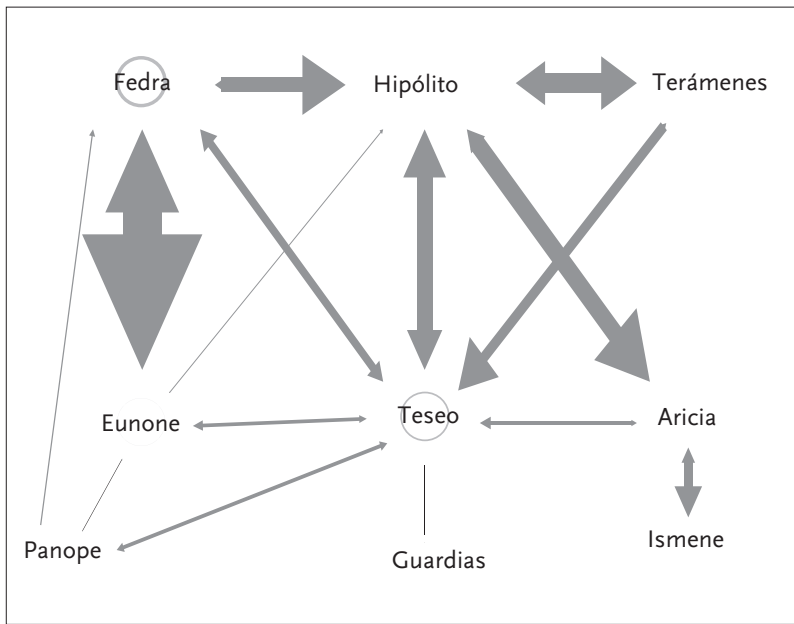 Fedra
Hipólito
Terámenes
Eunone
Teseo
Aricia
Panope
Guardias
Ismene